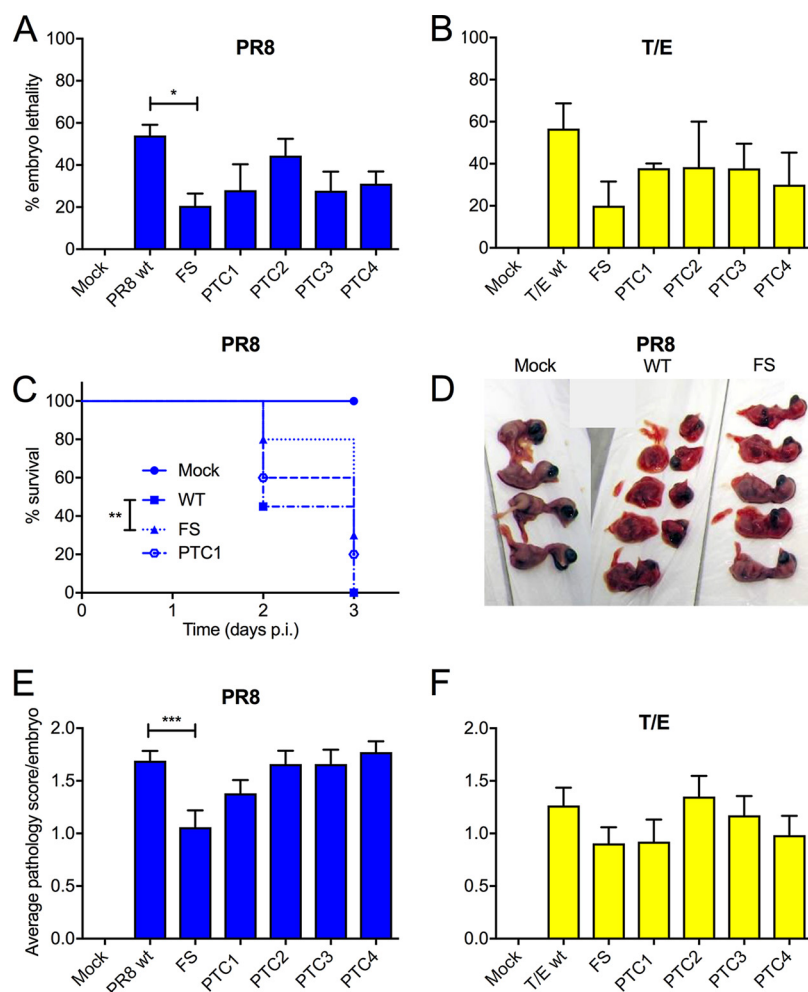 A
PR8
% embryo lethality
100
80
60
40
20
0
*
Mock
PR8 wt
FS
PTC1
PTC2
PTC3
PTC4
B
T/E
100
80
60
40
20
0
Mock
T/E wt
FS
PTC1
PTC2
PTC3
PTC4
C
PR8
% survival
100
80
60
40
20
0
Mock
WT
FS
PTC1
**
0
1
2
3
Time (days p.i.)
D
PR8
Mock
WT
FS
E
PR8
Average pathology score/embryo
2.0
1.5
1.0
0.5
0.0
***
Mock
PR8 wt
FS
PTC1
PTC2
PTC3
PTC4
F
T/E
2.0
1.5
1.0
0.5
0.0
Mock
T/E wt
FS
PTC1
PTC2
PTC3
PTC4